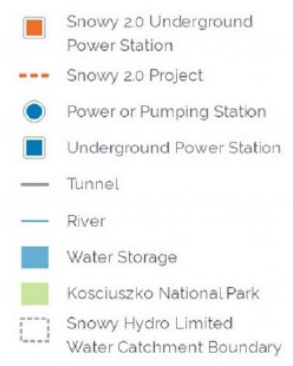 Snowy 2.0 Underground
Power Station
Snowy 2.0 Project
Power or Pumping Station
Underground Power Station
Tunnel
River
Water Storage
Kosciuszko National Park
Snowy Hydro Limited
Water Catchment Boundary